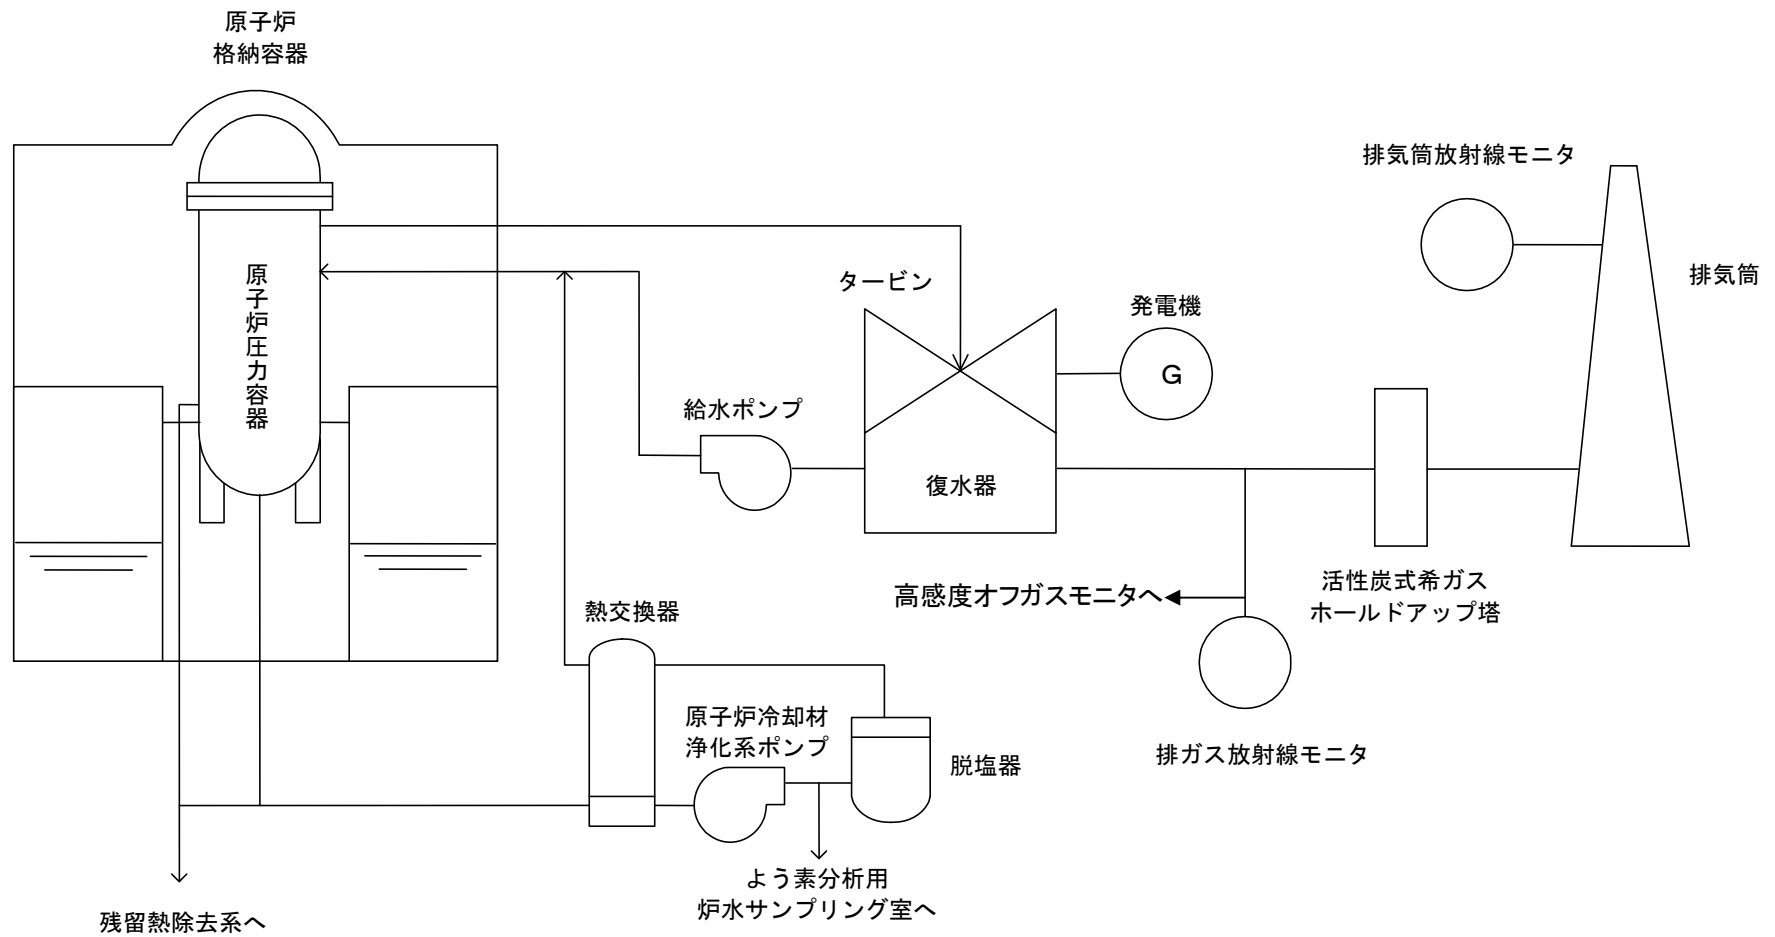 原子炉
格納容器
排気筒放射線モニタ
原子炉圧力容器
タービン
排気筒
発電機
G
給水ポンプ
復水器
高感度オフガスモニタへ
活性炭式希ガス
ホールドアップ塔
熱交換器
原子炉冷却材
浄化系ポンプ
排ガス放射線モニタ
脱塩器
よう素分析用
炉水サンプリング室へ
残留熱除去系へ